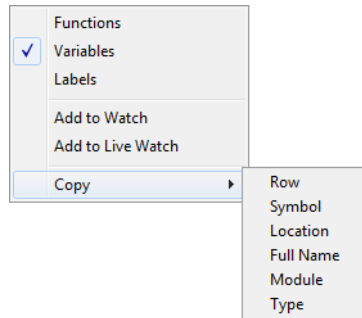 Functions
Variables
Labels
Add to Watch
Add to Live Watch
Copy
Row
Symbol
Location
Full Name
Module
Type